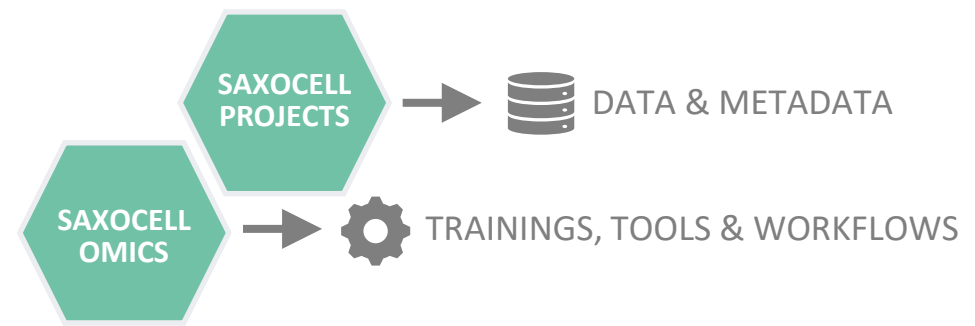 SAXOCELL
PROJECTS
DATA & METADATA
SAXOCELL
OMICS
TRAININGS, TOOLS & WORKFLOWS